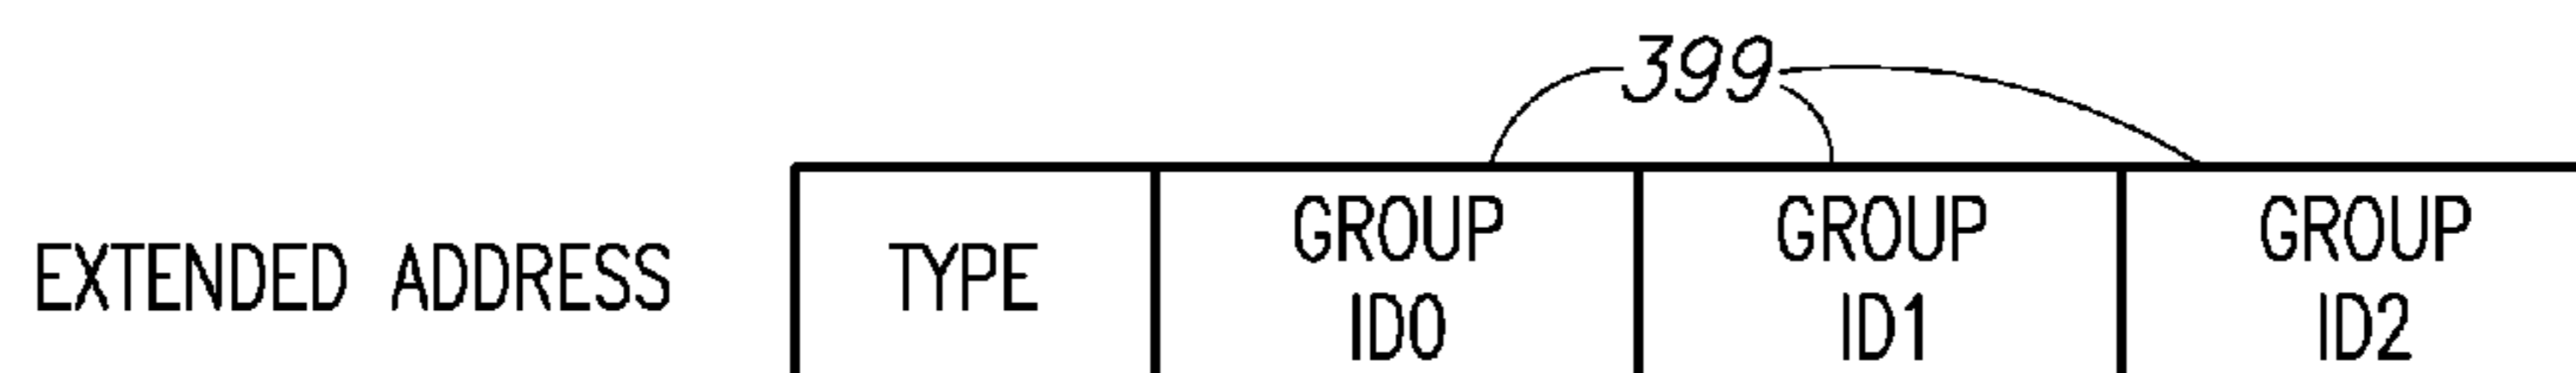 399
EXTENDED ADDRESS TYPE GROUP ID0 GROUP ID1 GROUP ID2